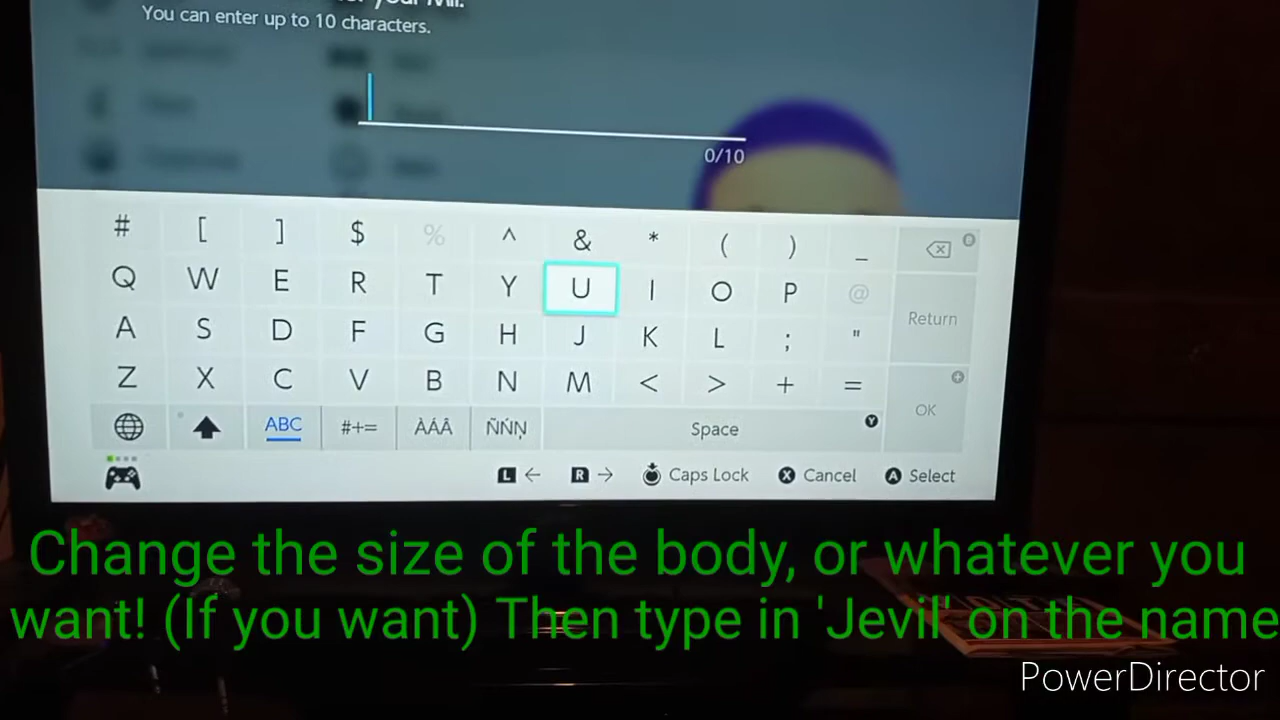 your Mii.
You can enter up to 10 characters.
0/10
# [ ] $ % ^ & * ( ) _
Q W E R T Y U I O P @
Return
A S D F G H J K L ; "
Z X C V B N M < > + =
OK
ABC #+= ÀÁÂ ÑŃŅ Space Y
L ← R → Caps Lock X Cancel A Select
Change the size of the body, or whatever you
want! (If you want) Then type in 'Jevil' on the name
PowerDirector